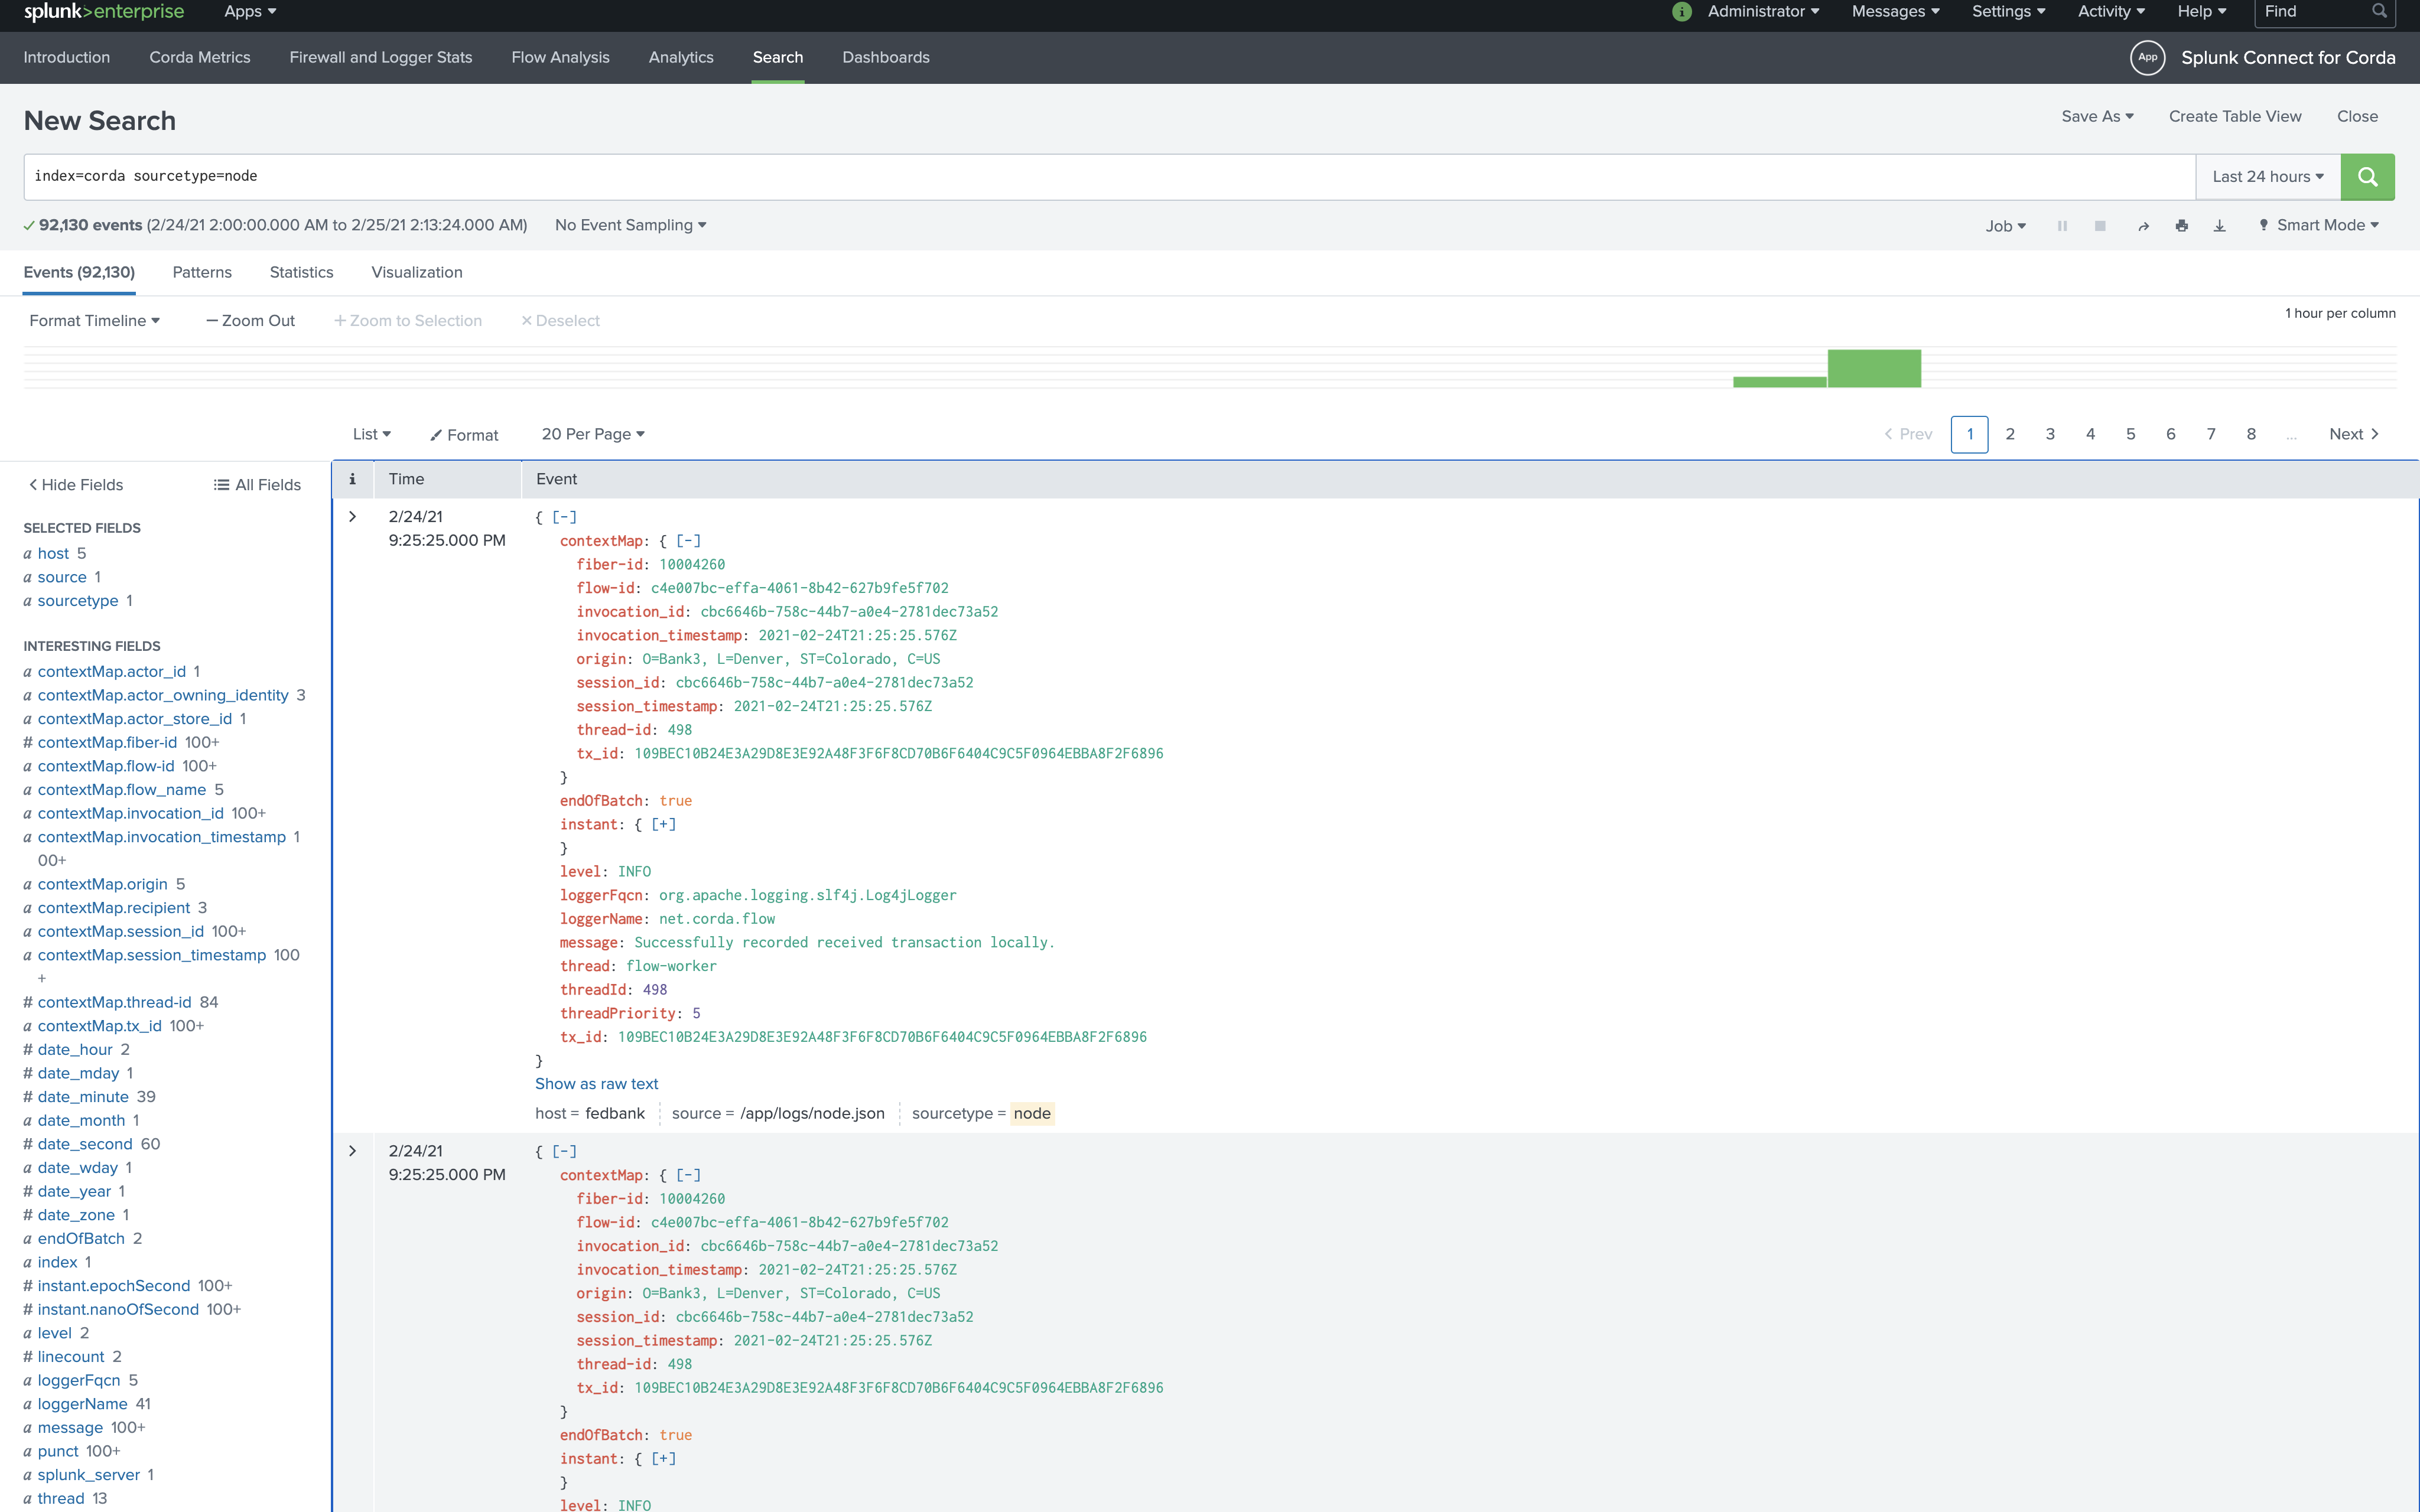 splunk>enterprise Apps Administrator Messages Settings Activity Help Find
Introduction Corda Metrics Firewall and Logger Stats Flow Analysis Analytics Search Dashboards App Splunk Connect for Corda
New Search Save As Create Table View Close
index=corda sourcetype=node Last 24 hours
92,130 events (2/24/21 2:00:00.000 AM to 2/25/21 2:13:24.000 AM) No Event Sampling Job Smart Mode
Events (92,130) Patterns Statistics Visualization
Format Timeline — Zoom Out + Zoom to Selection × Deselect 1 hour per column
List Format 20 Per Page < Prev 1 2 3 4 5 6 7 8 ... Next >
< Hide Fields All Fields
SELECTED FIELDS
a host 5
a source 1
a sourcetype 1
INTERESTING FIELDS
a contextMap.actor_id 1
a contextMap.actor_owning_identity 3
a contextMap.actor_store_id 1
# contextMap.fiber-id 100+
a contextMap.flow-id 100+
a contextMap.flow_name 5
a contextMap.invocation_id 100+
a contextMap.invocation_timestamp 1
00+
a contextMap.origin 5
a contextMap.recipient 3
a contextMap.session_id 100+
a contextMap.session_timestamp 100
+
# contextMap.thread-id 84
a contextMap.tx_id 100+
# date_hour 2
# date_mday 1
# date_minute 39
a date_month 1
# date_second 60
a date_wday 1
# date_year 1
# date_zone 1
a endOfBatch 2
a index 1
# instant.epochSecond 100+
# instant.nanoOfSecond 100+
a level 2
# linecount 2
a loggerFqcn 5
a loggerName 41
a message 100+
a punct 100+
a splunk_server 1
a thread 13
i Time Event
> 2/24/21 { [-]
9:25:25.000 PM contextMap: { [-]
fiber-id: 10004260
flow-id: c4e007bc-effa-4061-8b42-627b9fe5f702
invocation_id: cbc6646b-758c-44b7-a0e4-2781dec73a52
invocation_timestamp: 2021-02-24T21:25:25.576Z
origin: O=Bank3, L=Denver, ST=Colorado, C=US
session_id: cbc6646b-758c-44b7-a0e4-2781dec73a52
session_timestamp: 2021-02-24T21:25:25.576Z
thread-id: 498
tx_id: 109BEC10B24E3A29D8E3E92A48F3F6F8CD70B6F6404C9C5F0964EBBA8F2F6896
}
endOfBatch: true
instant: { [+]
}
level: INFO
loggerFqcn: org.apache.logging.slf4j.Log4jLogger
loggerName: net.corda.flow
message: Successfully recorded received transaction locally.
thread: flow-worker
threadId: 498
threadPriority: 5
tx_id: 109BEC10B24E3A29D8E3E92A48F3F6F8CD70B6F6404C9C5F0964EBBA8F2F6896
}
Show as raw text
host = fedbank source = /app/logs/node.json sourcetype = node
> 2/24/21 { [-]
9:25:25.000 PM contextMap: { [-]
fiber-id: 10004260
flow-id: c4e007bc-effa-4061-8b42-627b9fe5f702
invocation_id: cbc6646b-758c-44b7-a0e4-2781dec73a52
invocation_timestamp: 2021-02-24T21:25:25.576Z
origin: O=Bank3, L=Denver, ST=Colorado, C=US
session_id: cbc6646b-758c-44b7-a0e4-2781dec73a52
session_timestamp: 2021-02-24T21:25:25.576Z
thread-id: 498
tx_id: 109BEC10B24E3A29D8E3E92A48F3F6F8CD70B6F6404C9C5F0964EBBA8F2F6896
}
endOfBatch: true
instant: { [+]
}
level: INFO